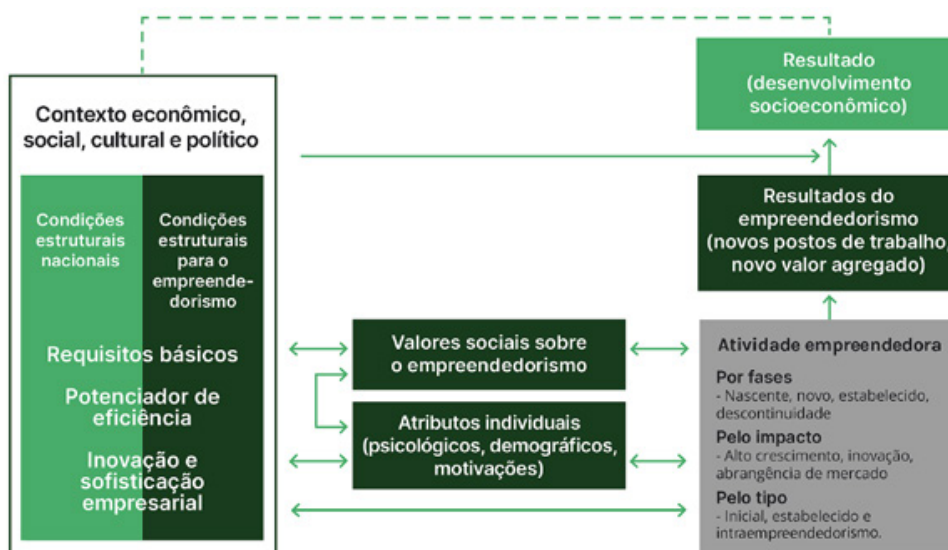 Contexto econômico,
social, cultural e político
Condições
estruturais
nacionais
Condições
estruturais
para o
empreende-
dorismo
Requisitos básicos
Potenciador de
eficiência
Inovação e
sofisticação
empresarial
Valores sociais sobre
o empreendedorismo
Atributos individuais
(psicológicos, demográficos,
motivações)
Resultado
(desenvolvimento
socioeconômico)
Resultados do
empreendedorismo
(novos postos de trabalho,
novo valor agregado)
Atividade empreendedora
Por fases
- Nascente, novo, estabelecido,
descontinuidade
Pelo impacto
- Alto crescimento, inovação,
abrangência de mercado
Pelo tipo
- Inicial, estabelecido e
intraempreendedorismo.